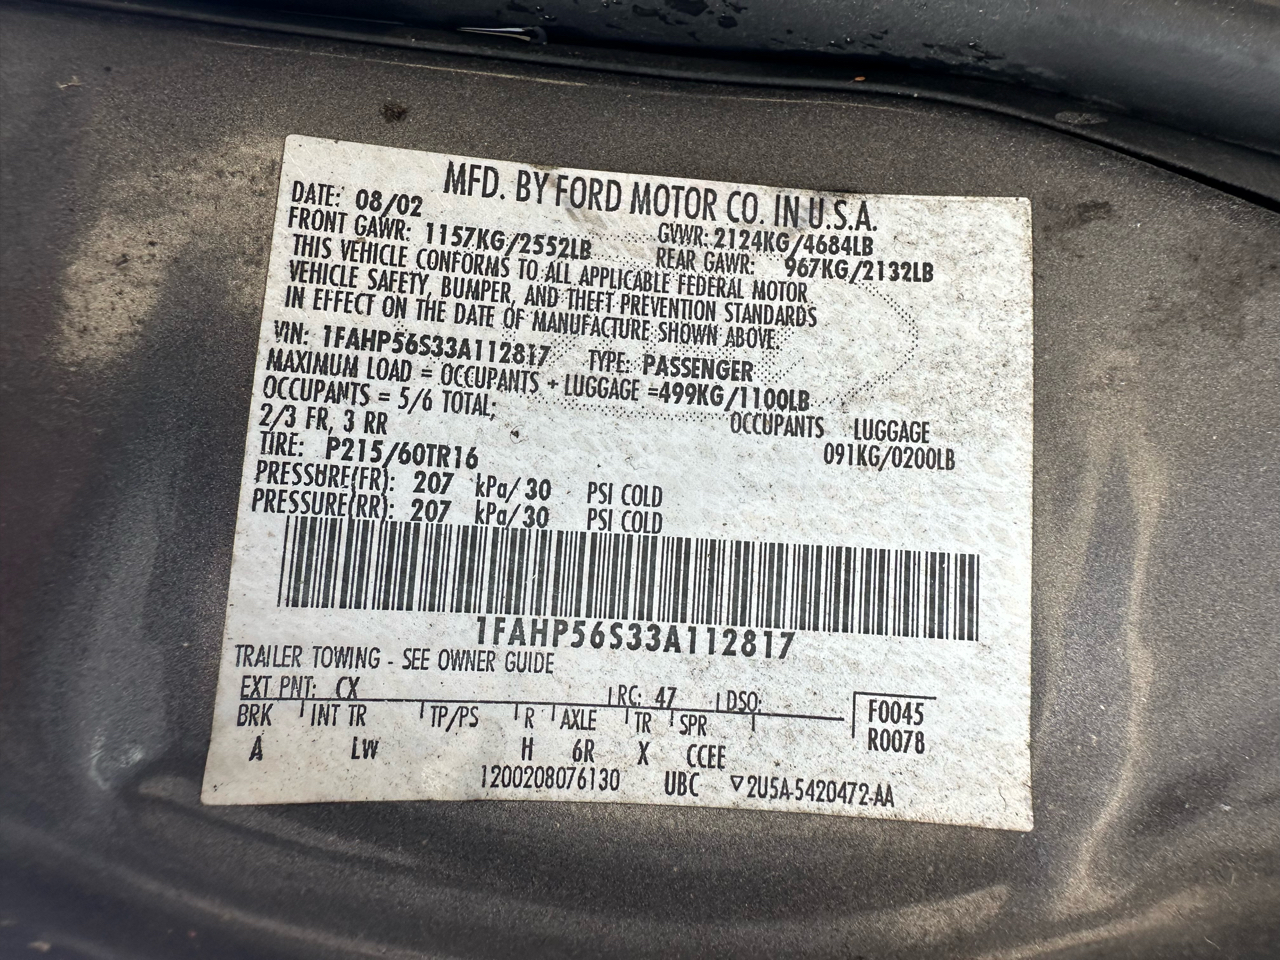 MFD. BY FORD MOTOR CO. IN U.S.A.
DATE: 08/02 GVWR: 2124KG/4684LB
FRONT GAWR: 1157KG/2552LB REAR GAWR: 967KG/2132LB
THIS VEHICLE CONFORMS TO ALL APPLICABLE FEDERAL MOTOR
VEHICLE SAFETY, BUMPER, AND THEFT PREVENTION STANDARDS
IN EFFECT ON THE DATE OF MANUFACTURE SHOWN ABOVE
VIN: 1FAHP56S33A112817 TYPE: PASSENGER
MAXIMUM LOAD = OCCUPANTS + LUGGAGE =499KG/1100LB
OCCUPANTS = 5/6 TOTAL; OCCUPANTS LUGGAGE
2/3 FR, 3 RR 091KG/0200LB
TIRE: P215/60TR16
PRESSURE(FR): 207 kPa/ 30 PSI COLD
PRESSURE(RR): 207 kPa/ 30 PSI COLD
1FAHP56S33A112817
TRAILER TOWING - SEE OWNER GUIDE
EXT PNT: CX RC: 47 DSO: F0045
BRK INT TR TP/PS R AXLE TR SPR R0078
A LW H 6R X CCEE
1200208076130 UBC ▽2U5A-5420472-AA